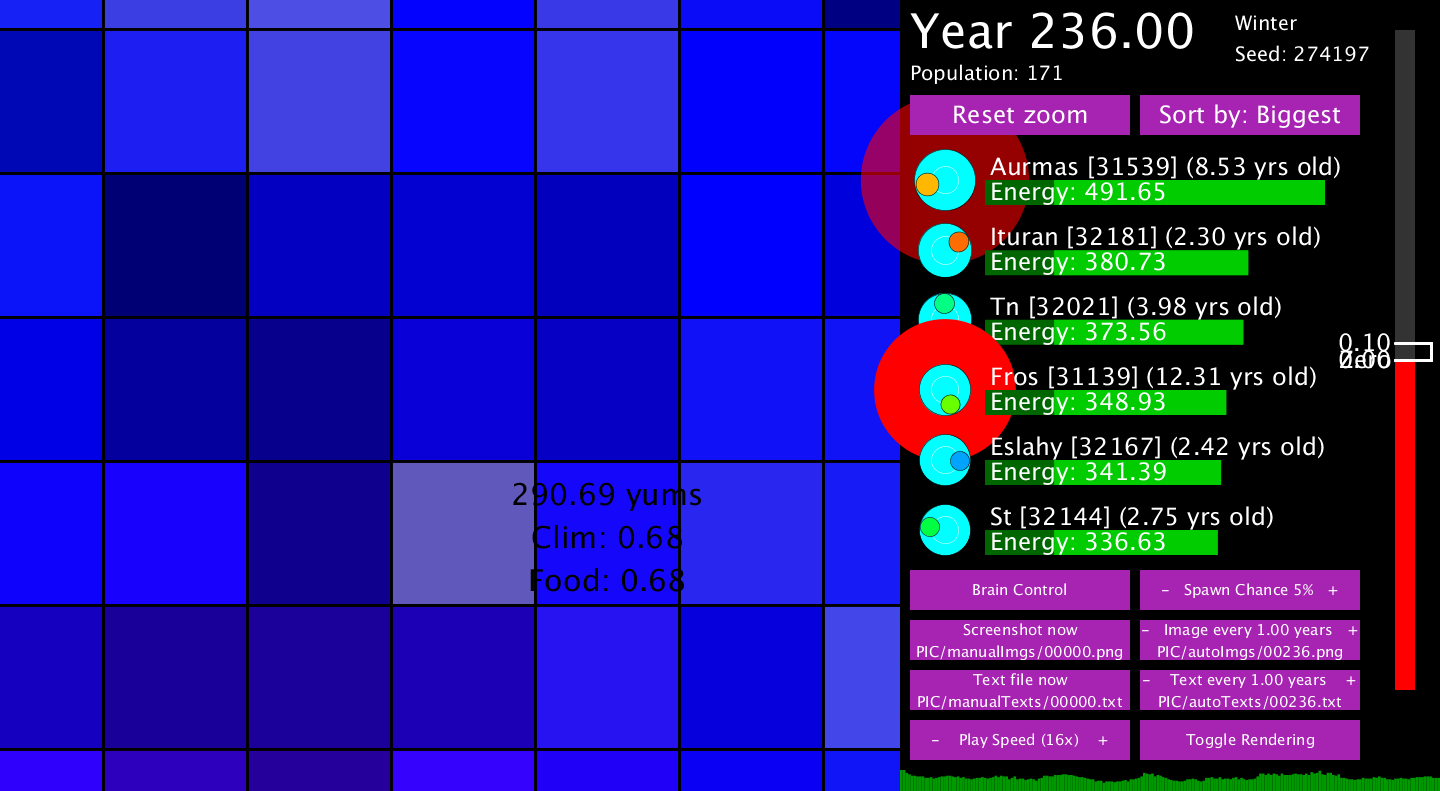 Year 236.00
Winter
Seed: 274197
Population: 171
Reset zoom
Sort by: Biggest
Aurmas [31539] (8.53 yrs old)
Energy: 491.65
Ituran [32181] (2.30 yrs old)
Energy: 380.73
Tn [32021] (3.98 yrs old)
Energy: 373.56
0.10
Fros [31139] (12.31 yrs old)
Energy: 348.93
Eslahy [32167] (2.42 yrs old)
Energy: 341.39
St [32144] (2.75 yrs old)
Energy: 336.63
290.69 yums
Clim: 0.68
Food: 0.68
Brain Control
- Spawn Chance 5% +
Screenshot now
PIC/manualImgs/00000.png
- Image every 1.00 years +
PIC/autoImgs/00236.png
Text file now
PIC/manualTexts/00000.txt
- Text every 1.00 years +
PIC/autoTexts/00236.txt
- Play Speed (16x) +
Toggle Rendering